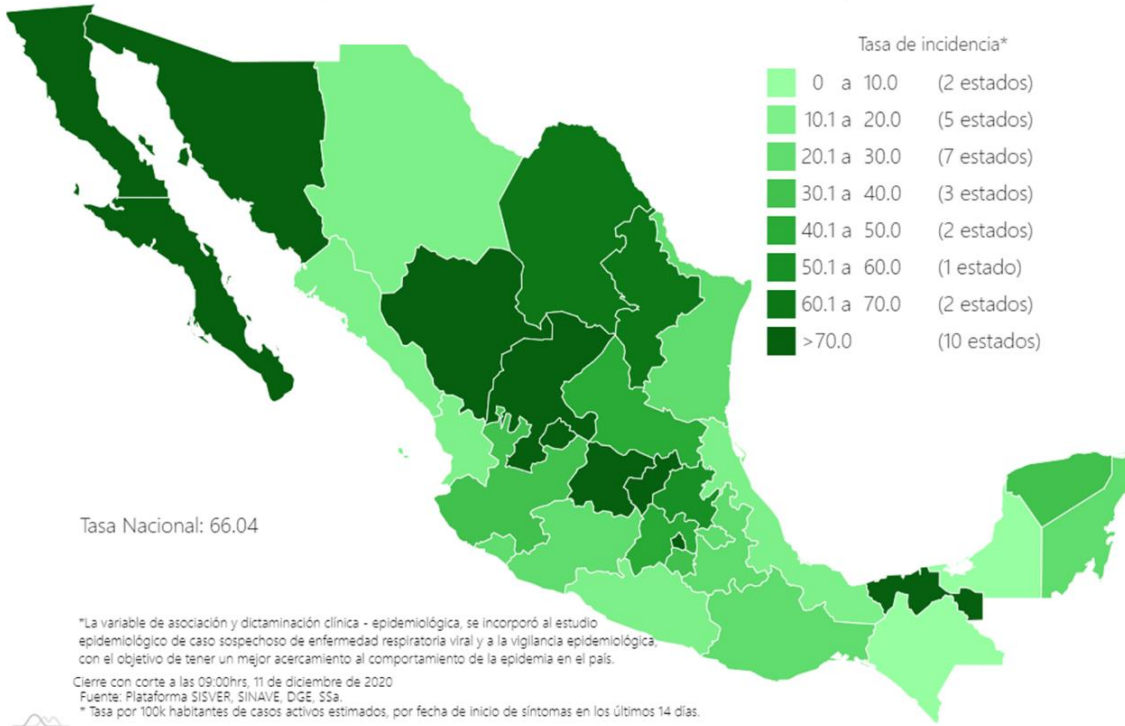 Tasa de incidencia*
0 a 10.0 (2 estados)
10.1 a 20.0 (5 estados)
20.1 a 30.0 (7 estados)
30.1 a 40.0 (3 estados)
40.1 a 50.0 (2 estados)
50.1 a 60.0 (1 estado)
60.1 a 70.0 (2 estados)
>70.0 (10 estados)
Tasa Nacional: 66.04
*La variable de asociación y dictaminación clínica - epidemiológica, se incorporó al estudio
epidemiológico de caso sospechoso de enfermedad respiratoria viral y a la vigilancia epidemiológica,
con el objetivo de tener un mejor acercamiento al comportamiento de la epidemia en el país.
Cierre con corte a las 09:00hrs, 11 de diciembre de 2020
Fuente: Plataforma SISVER, SINAVE, DGE, SSa.
* Tasa por 100k habitantes de casos activos estimados, por fecha de inicio de síntomas en los últimos 14 días.